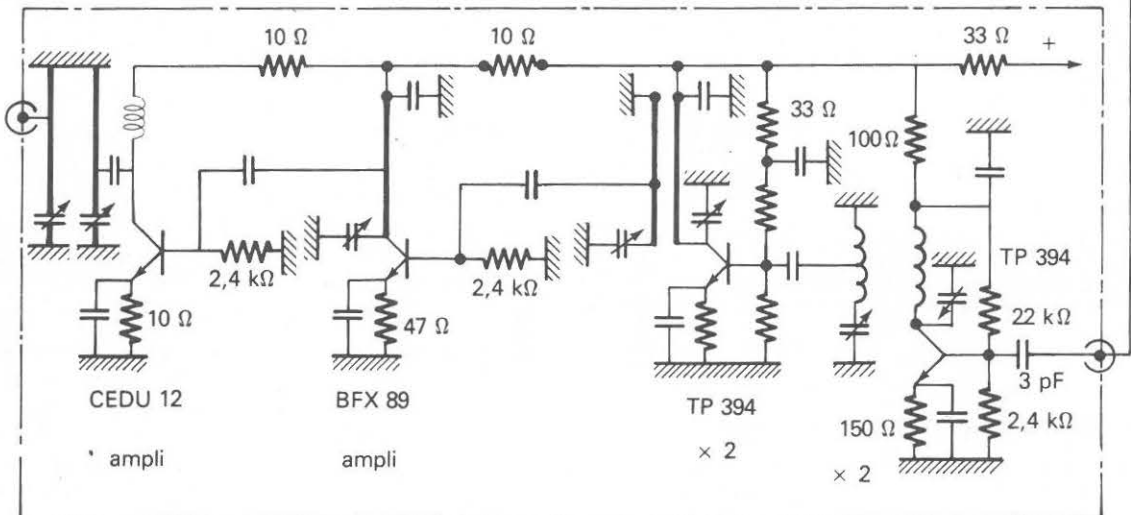 10 Ω
10 Ω
33 Ω
+
33 Ω
100 Ω
TP 394
2,4 kΩ
2,4 kΩ
22 kΩ
10 Ω
47 Ω
3 pF
CEDU 12
BFX 89
TP 394
150 Ω
2,4 kΩ
ampli
ampli
× 2
× 2